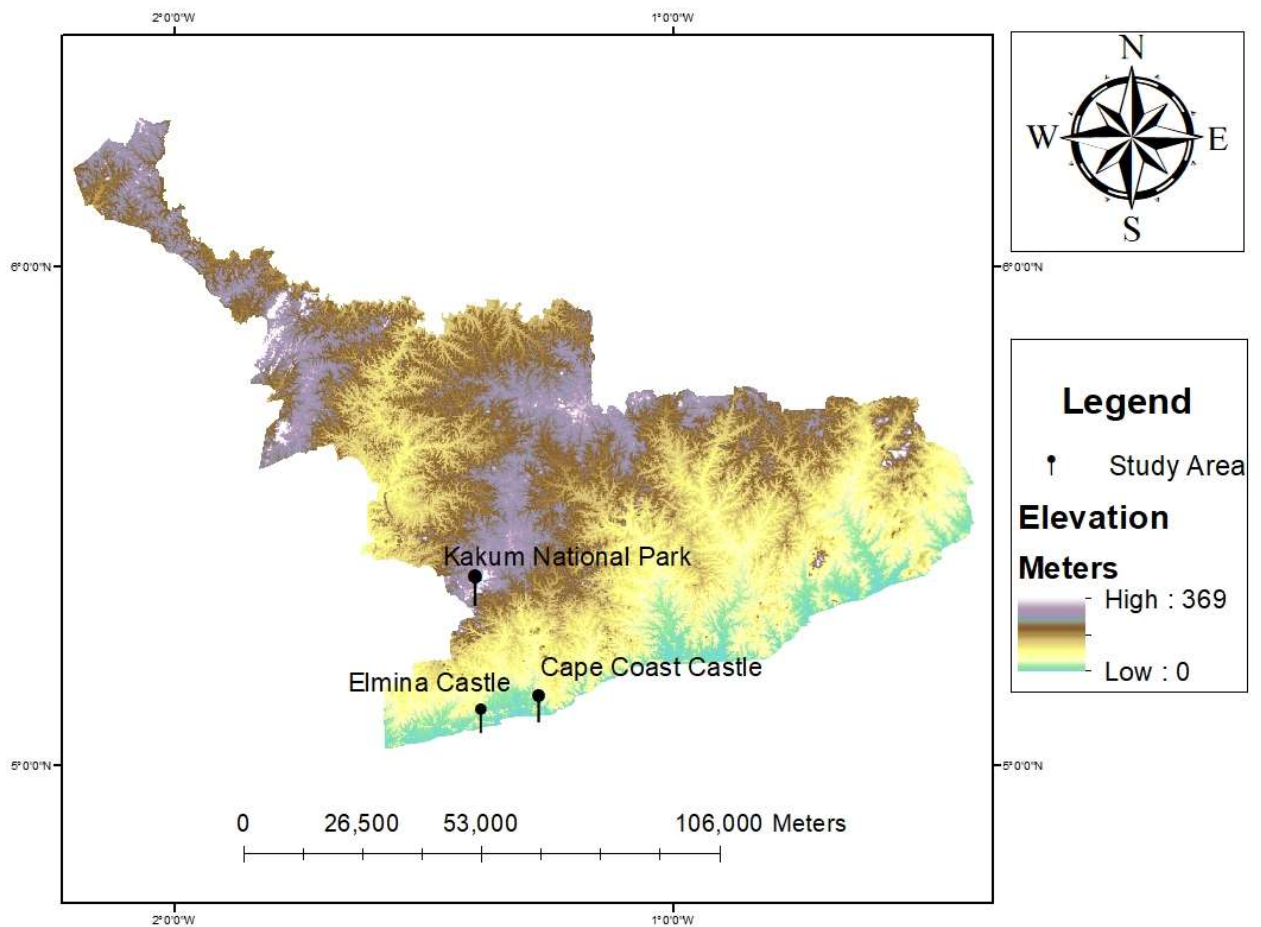 2°0'0"W
1°0'0"W
N
W
E
S
6°0'0"N
6°0'0"N
Legend
Study Area
Elevation
Meters
High : 369
Low : 0
Kakum National Park
Cape Coast Castle
Elmina Castle
5°0'0"N
5°0'0"N
0
26,500
53,000
106,000 Meters
2°0'0"W
1°0'0"W